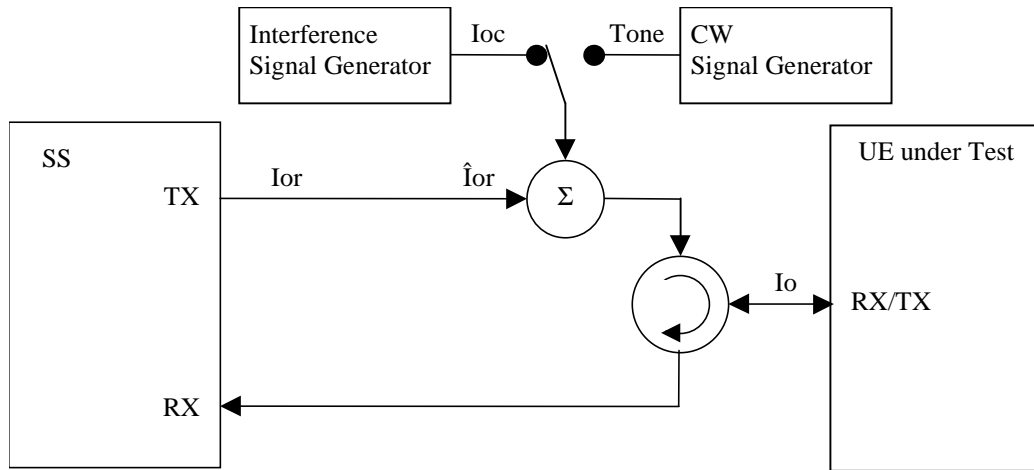 Interference
Signal Generator
Ioc
Tone
CW
Signal Generator
SS
UE under Test
TX
Ior
Îor
Σ
Io
RX/TX
RX